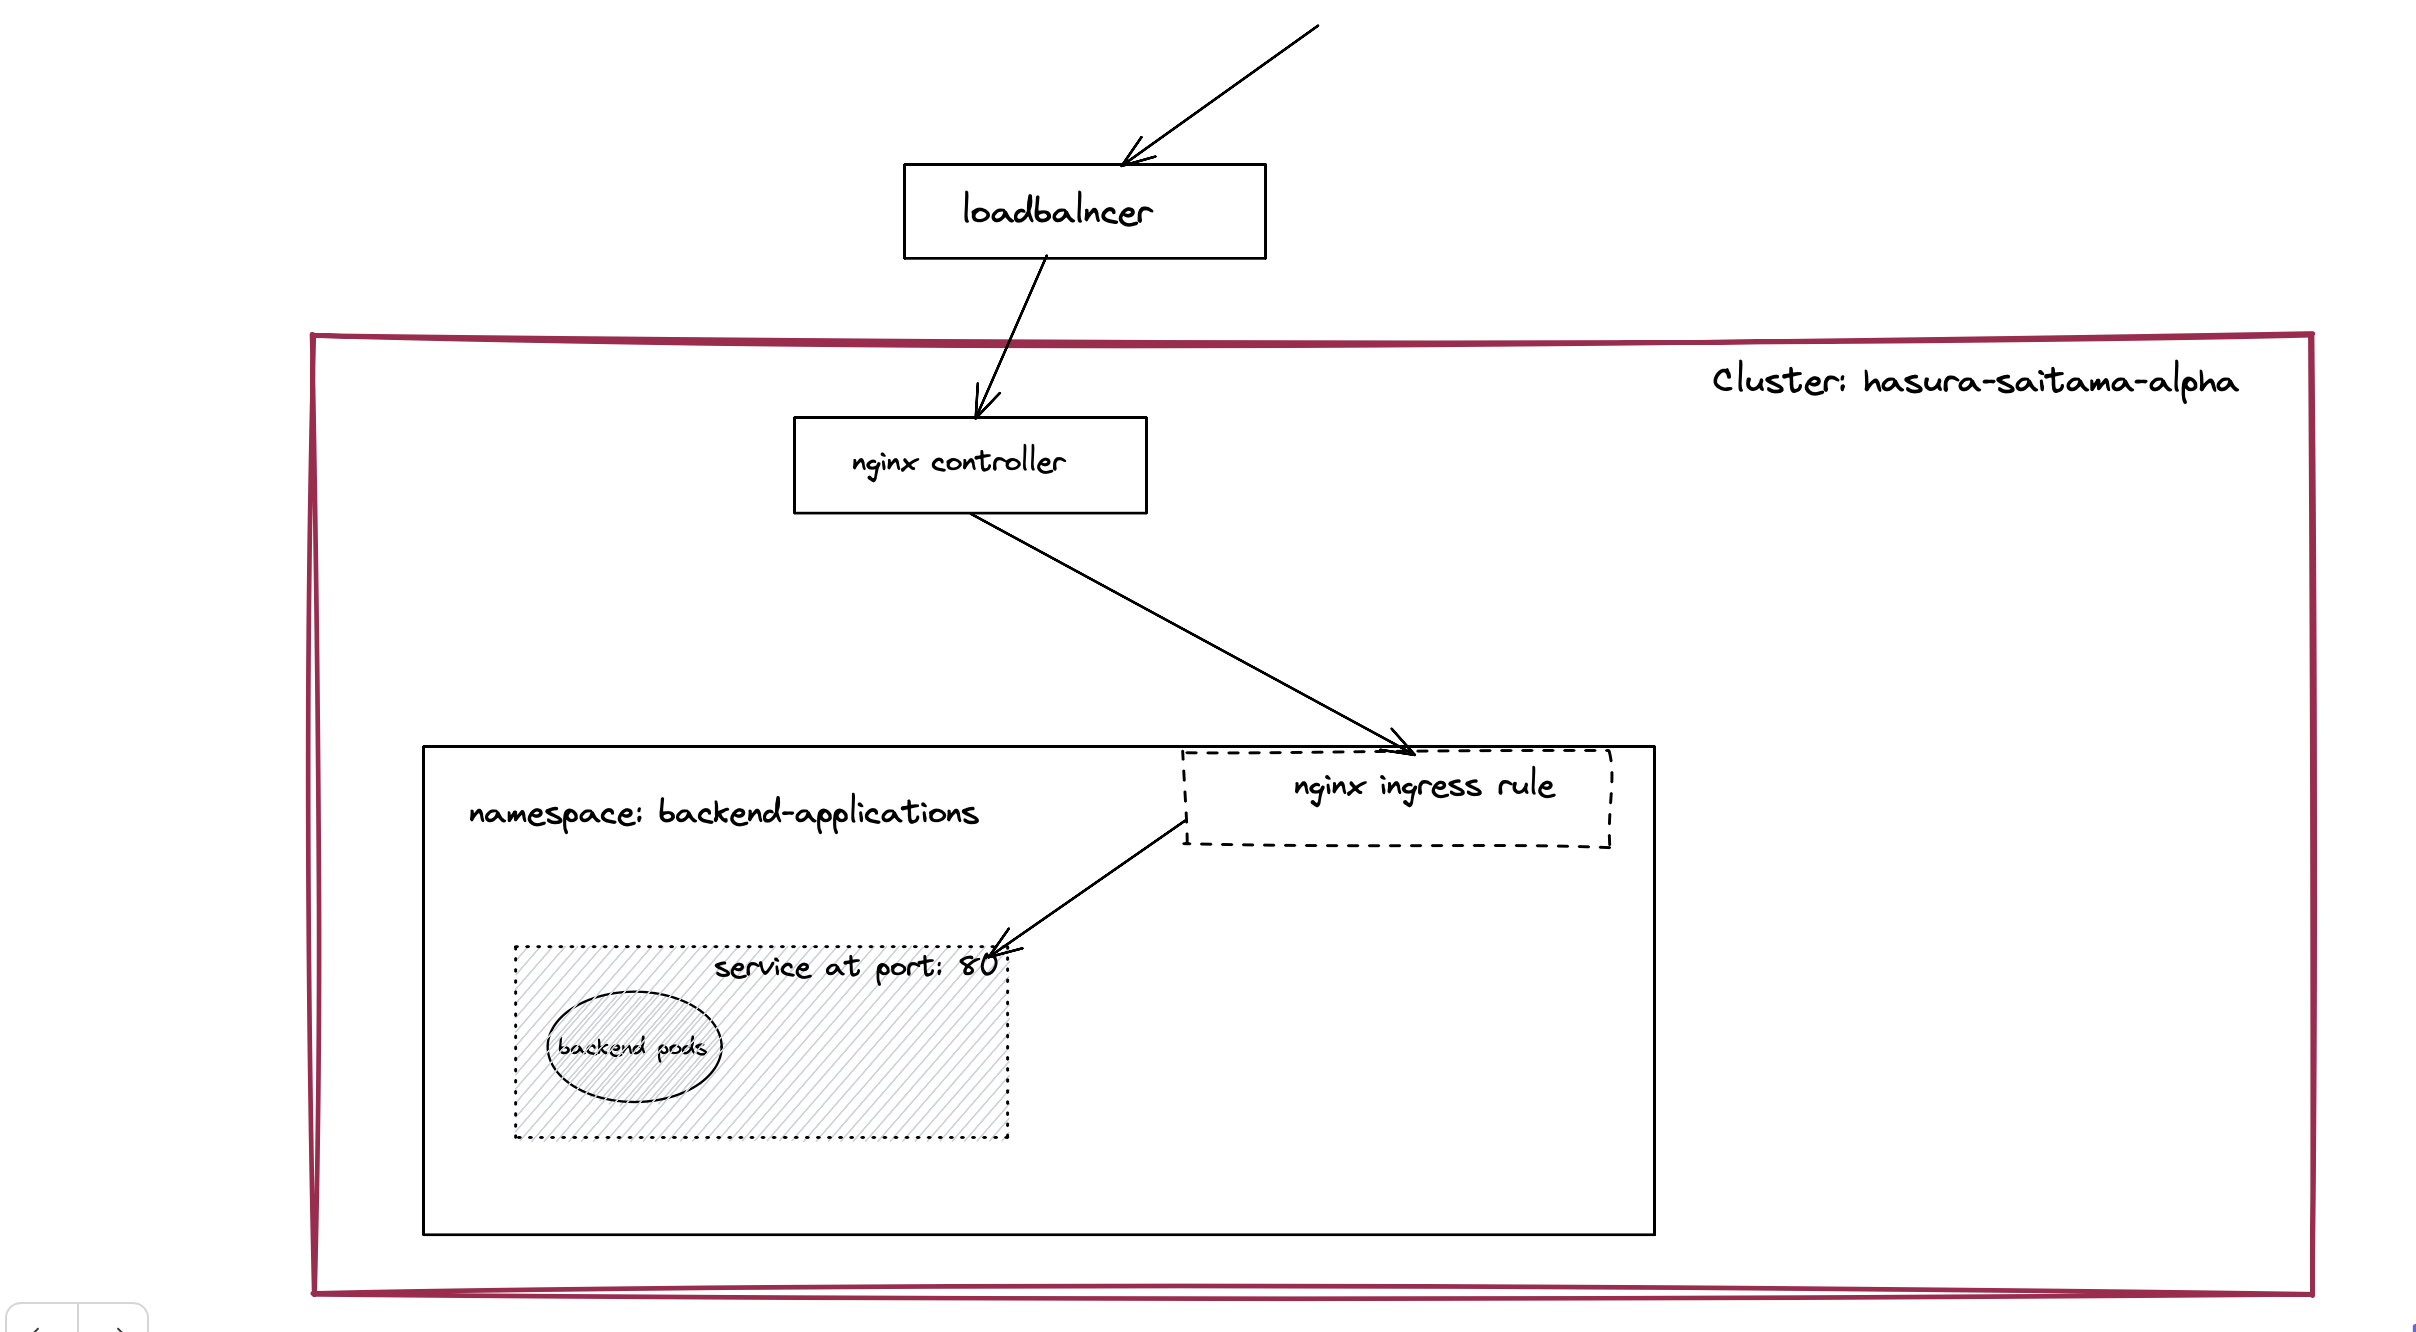 loadbalncer
Cluster: hasura-saitama-alpha
nginx controller
nginx ingress rule
namespace: backend-applications
service at port: 80
backend pods